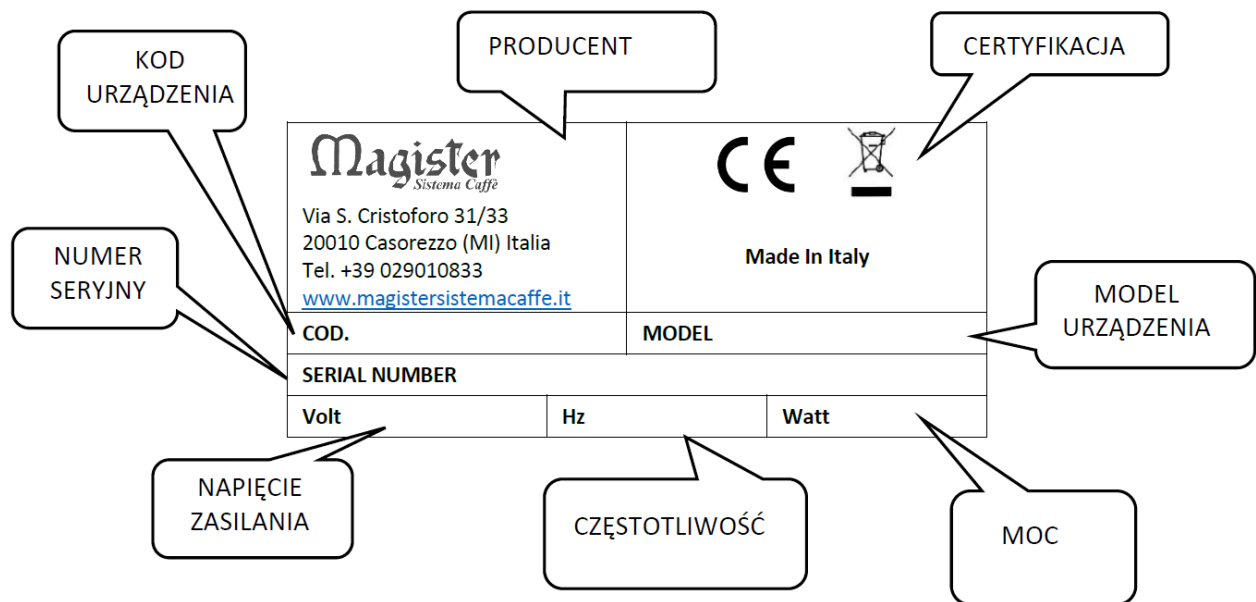 KOD
URZĄDZENIA
PRODUCENT
CERTYFIKACJA
Magister
Sistema Caffè
Via S. Cristoforo 31/33
20010 Casorezzo (MI) Italia
Tel. +39 029010833
www.magistersistemacaffe.it
CE
Made In Italy
NUMER
SERYJNY
MODEL
URZĄDZENIA
COD.
MODEL
SERIAL NUMBER
Volt
Hz
Watt
NAPIĘCIE
ZASILANIA
CZĘSTOTLIWOŚĆ
MOC